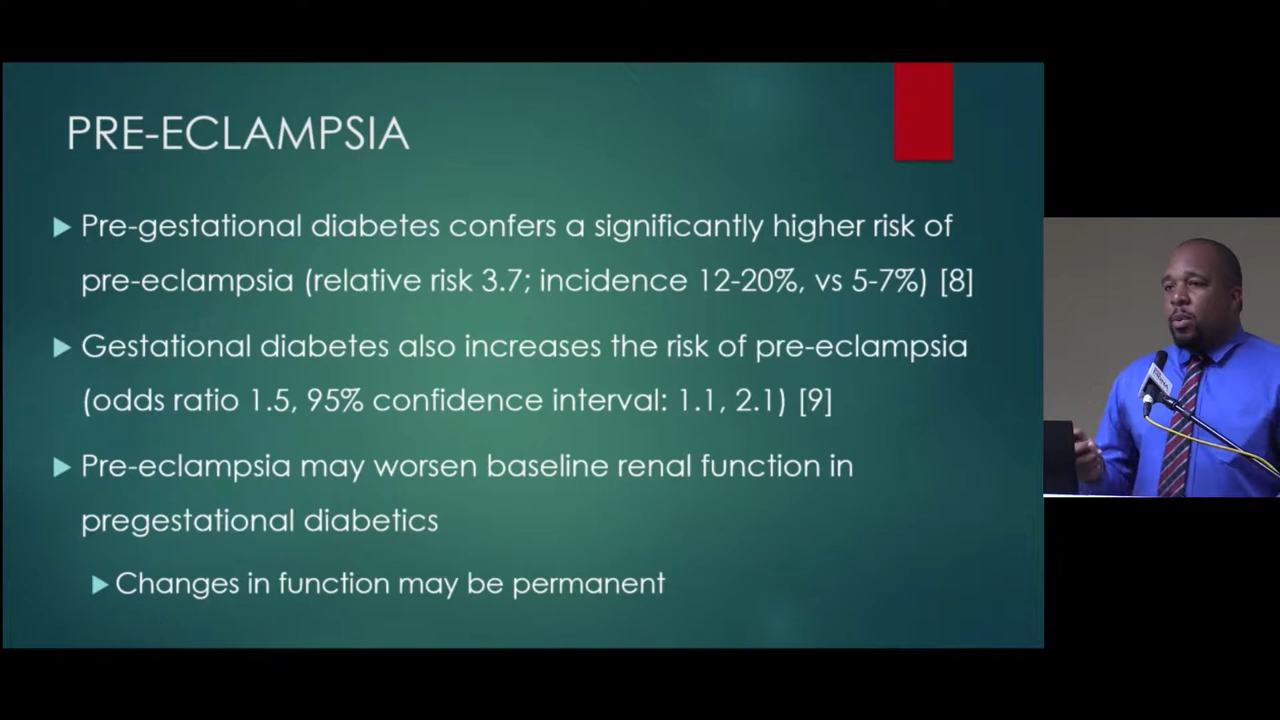 PRE-ECLAMPSIA
Pre-gestational diabetes confers a significantly higher risk of
pre-eclampsia (relative risk 3.7; incidence 12-20%, vs 5-7%) [8]
Gestational diabetes also increases the risk of pre-eclampsia
(odds ratio 1.5, 95% confidence interval: 1.1, 2.1) [9]
Pre-eclampsia may worsen baseline renal function in
pregestational diabetics
Changes in function may be permanent